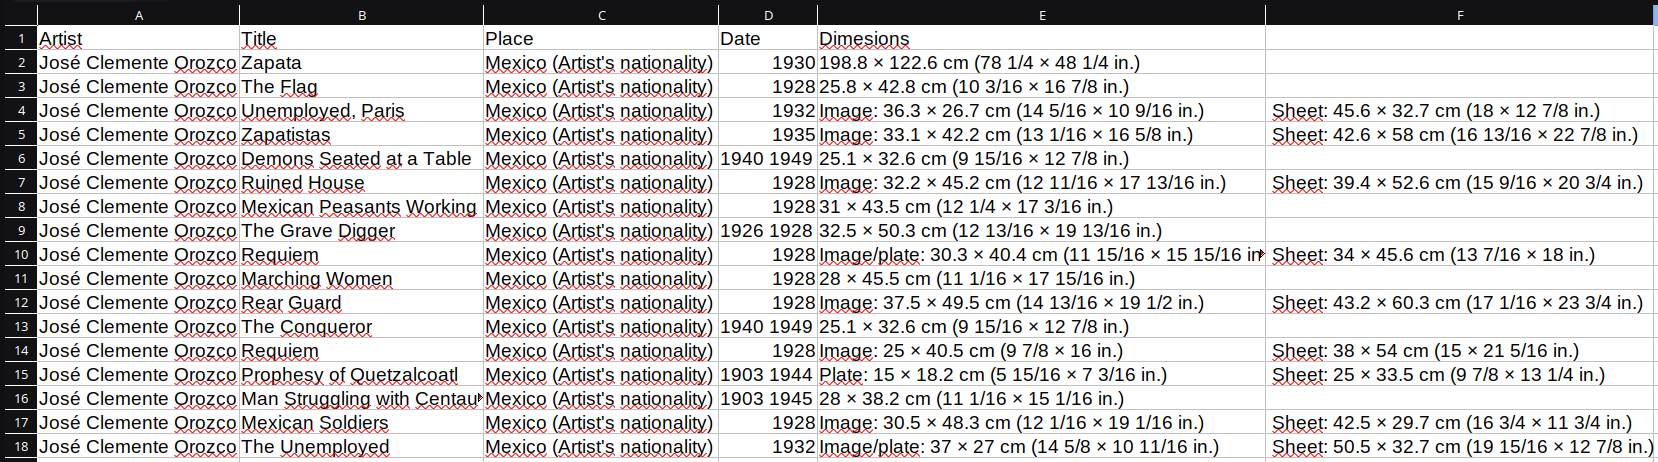 A B C D E F
1 Artist Title Place Date Dimesions
2 José Clemente Orozco Zapata Mexico (Artist's nationality) 1930 198.8 × 122.6 cm (78 1/4 × 48 1/4 in.)
3 José Clemente Orozco The Flag Mexico (Artist's nationality) 1928 25.8 × 42.8 cm (10 3/16 × 16 7/8 in.)
4 José Clemente Orozco Unemployed, Paris Mexico (Artist's nationality) 1932 Image: 36.3 × 26.7 cm (14 5/16 × 10 9/16 in.) Sheet: 45.6 × 32.7 cm (18 × 12 7/8 in.)
5 José Clemente Orozco Zapatistas Mexico (Artist's nationality) 1935 Image: 33.1 × 42.2 cm (13 1/16 × 16 5/8 in.) Sheet: 42.6 × 58 cm (16 13/16 × 22 7/8 in.)
6 José Clemente Orozco Demons Seated at a Table Mexico (Artist's nationality) 1940 1949 25.1 × 32.6 cm (9 15/16 × 12 7/8 in.)
7 José Clemente Orozco Ruined House Mexico (Artist's nationality) 1928 Image: 32.2 × 45.2 cm (12 11/16 × 17 13/16 in.) Sheet: 39.4 × 52.6 cm (15 9/16 × 20 3/4 in.)
8 José Clemente Orozco Mexican Peasants Working Mexico (Artist's nationality) 1928 31 × 43.5 cm (12 1/4 × 17 3/16 in.)
9 José Clemente Orozco The Grave Digger Mexico (Artist's nationality) 1926 1928 32.5 × 50.3 cm (12 13/16 × 19 13/16 in.)
10 José Clemente Orozco Requiem Mexico (Artist's nationality) 1928 Image/plate: 30.3 × 40.4 cm (11 15/16 × 15 15/16 in Sheet: 34 × 45.6 cm (13 7/16 × 18 in.)
11 José Clemente Orozco Marching Women Mexico (Artist's nationality) 1928 28 × 45.5 cm (11 1/16 × 17 15/16 in.)
12 José Clemente Orozco Rear Guard Mexico (Artist's nationality) 1928 Image: 37.5 × 49.5 cm (14 13/16 × 19 1/2 in.) Sheet: 43.2 × 60.3 cm (17 1/16 × 23 3/4 in.)
13 José Clemente Orozco The Conqueror Mexico (Artist's nationality) 1940 1949 25.1 × 32.6 cm (9 15/16 × 12 7/8 in.)
14 José Clemente Orozco Requiem Mexico (Artist's nationality) 1928 Image: 25 × 40.5 cm (9 7/8 × 16 in.) Sheet: 38 × 54 cm (15 × 21 5/16 in.)
15 José Clemente Orozco Prophesy of Quetzalcoatl Mexico (Artist's nationality) 1903 1944 Plate: 15 × 18.2 cm (5 15/16 × 7 3/16 in.) Sheet: 25 × 33.5 cm (9 7/8 × 13 1/4 in.)
16 José Clemente Orozco Man Struggling with Centau Mexico (Artist's nationality) 1903 1945 28 × 38.2 cm (11 1/16 × 15 1/16 in.)
17 José Clemente Orozco Mexican Soldiers Mexico (Artist's nationality) 1928 Image: 30.5 × 48.3 cm (12 1/16 × 19 1/16 in.) Sheet: 42.5 × 29.7 cm (16 3/4 × 11 3/4 in.)
18 José Clemente Orozco The Unemployed Mexico (Artist's nationality) 1932 Image/plate: 37 × 27 cm (14 5/8 × 10 11/16 in.) Sheet: 50.5 × 32.7 cm (19 15/16 × 12 7/8 in.)